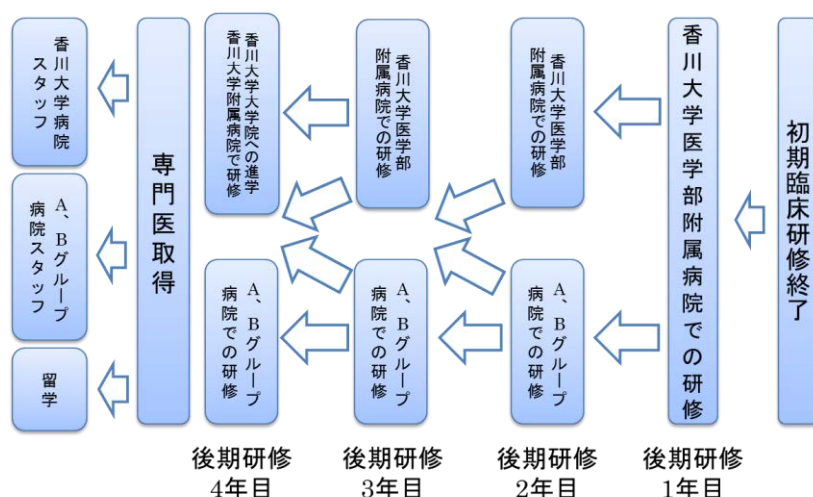 初期臨床研修終了
香川大学医学部附属病院での研修
香川大学医学部
附属病院での研修
A、Bグループ
病院での研修
香川大学医学部
附属病院での研修
A、Bグループ
病院での研修
香川大学大学院への進学
香川大学附属病院で研修
A、Bグループ
病院での研修
専門医取得
香川大学病院
スタッフ
A、Bグループ
病院スタッフ
留学
後期研修
4年目
後期研修
3年目
後期研修
2年目
後期研修
1年目